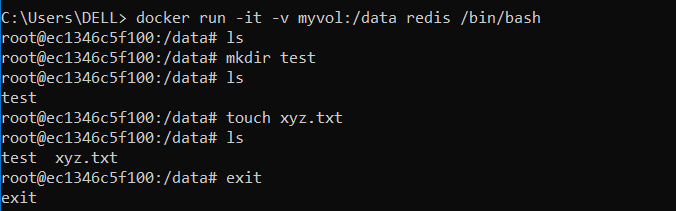 C:\Users\DELL> docker run -it -v myvol:/data redis /bin/bash
root@ec1346c5f100:/data# ls
root@ec1346c5f100:/data# mkdir test
root@ec1346c5f100:/data# ls
test
root@ec1346c5f100:/data# touch xyz.txt
root@ec1346c5f100:/data# ls
test  xyz.txt
root@ec1346c5f100:/data# exit
exit